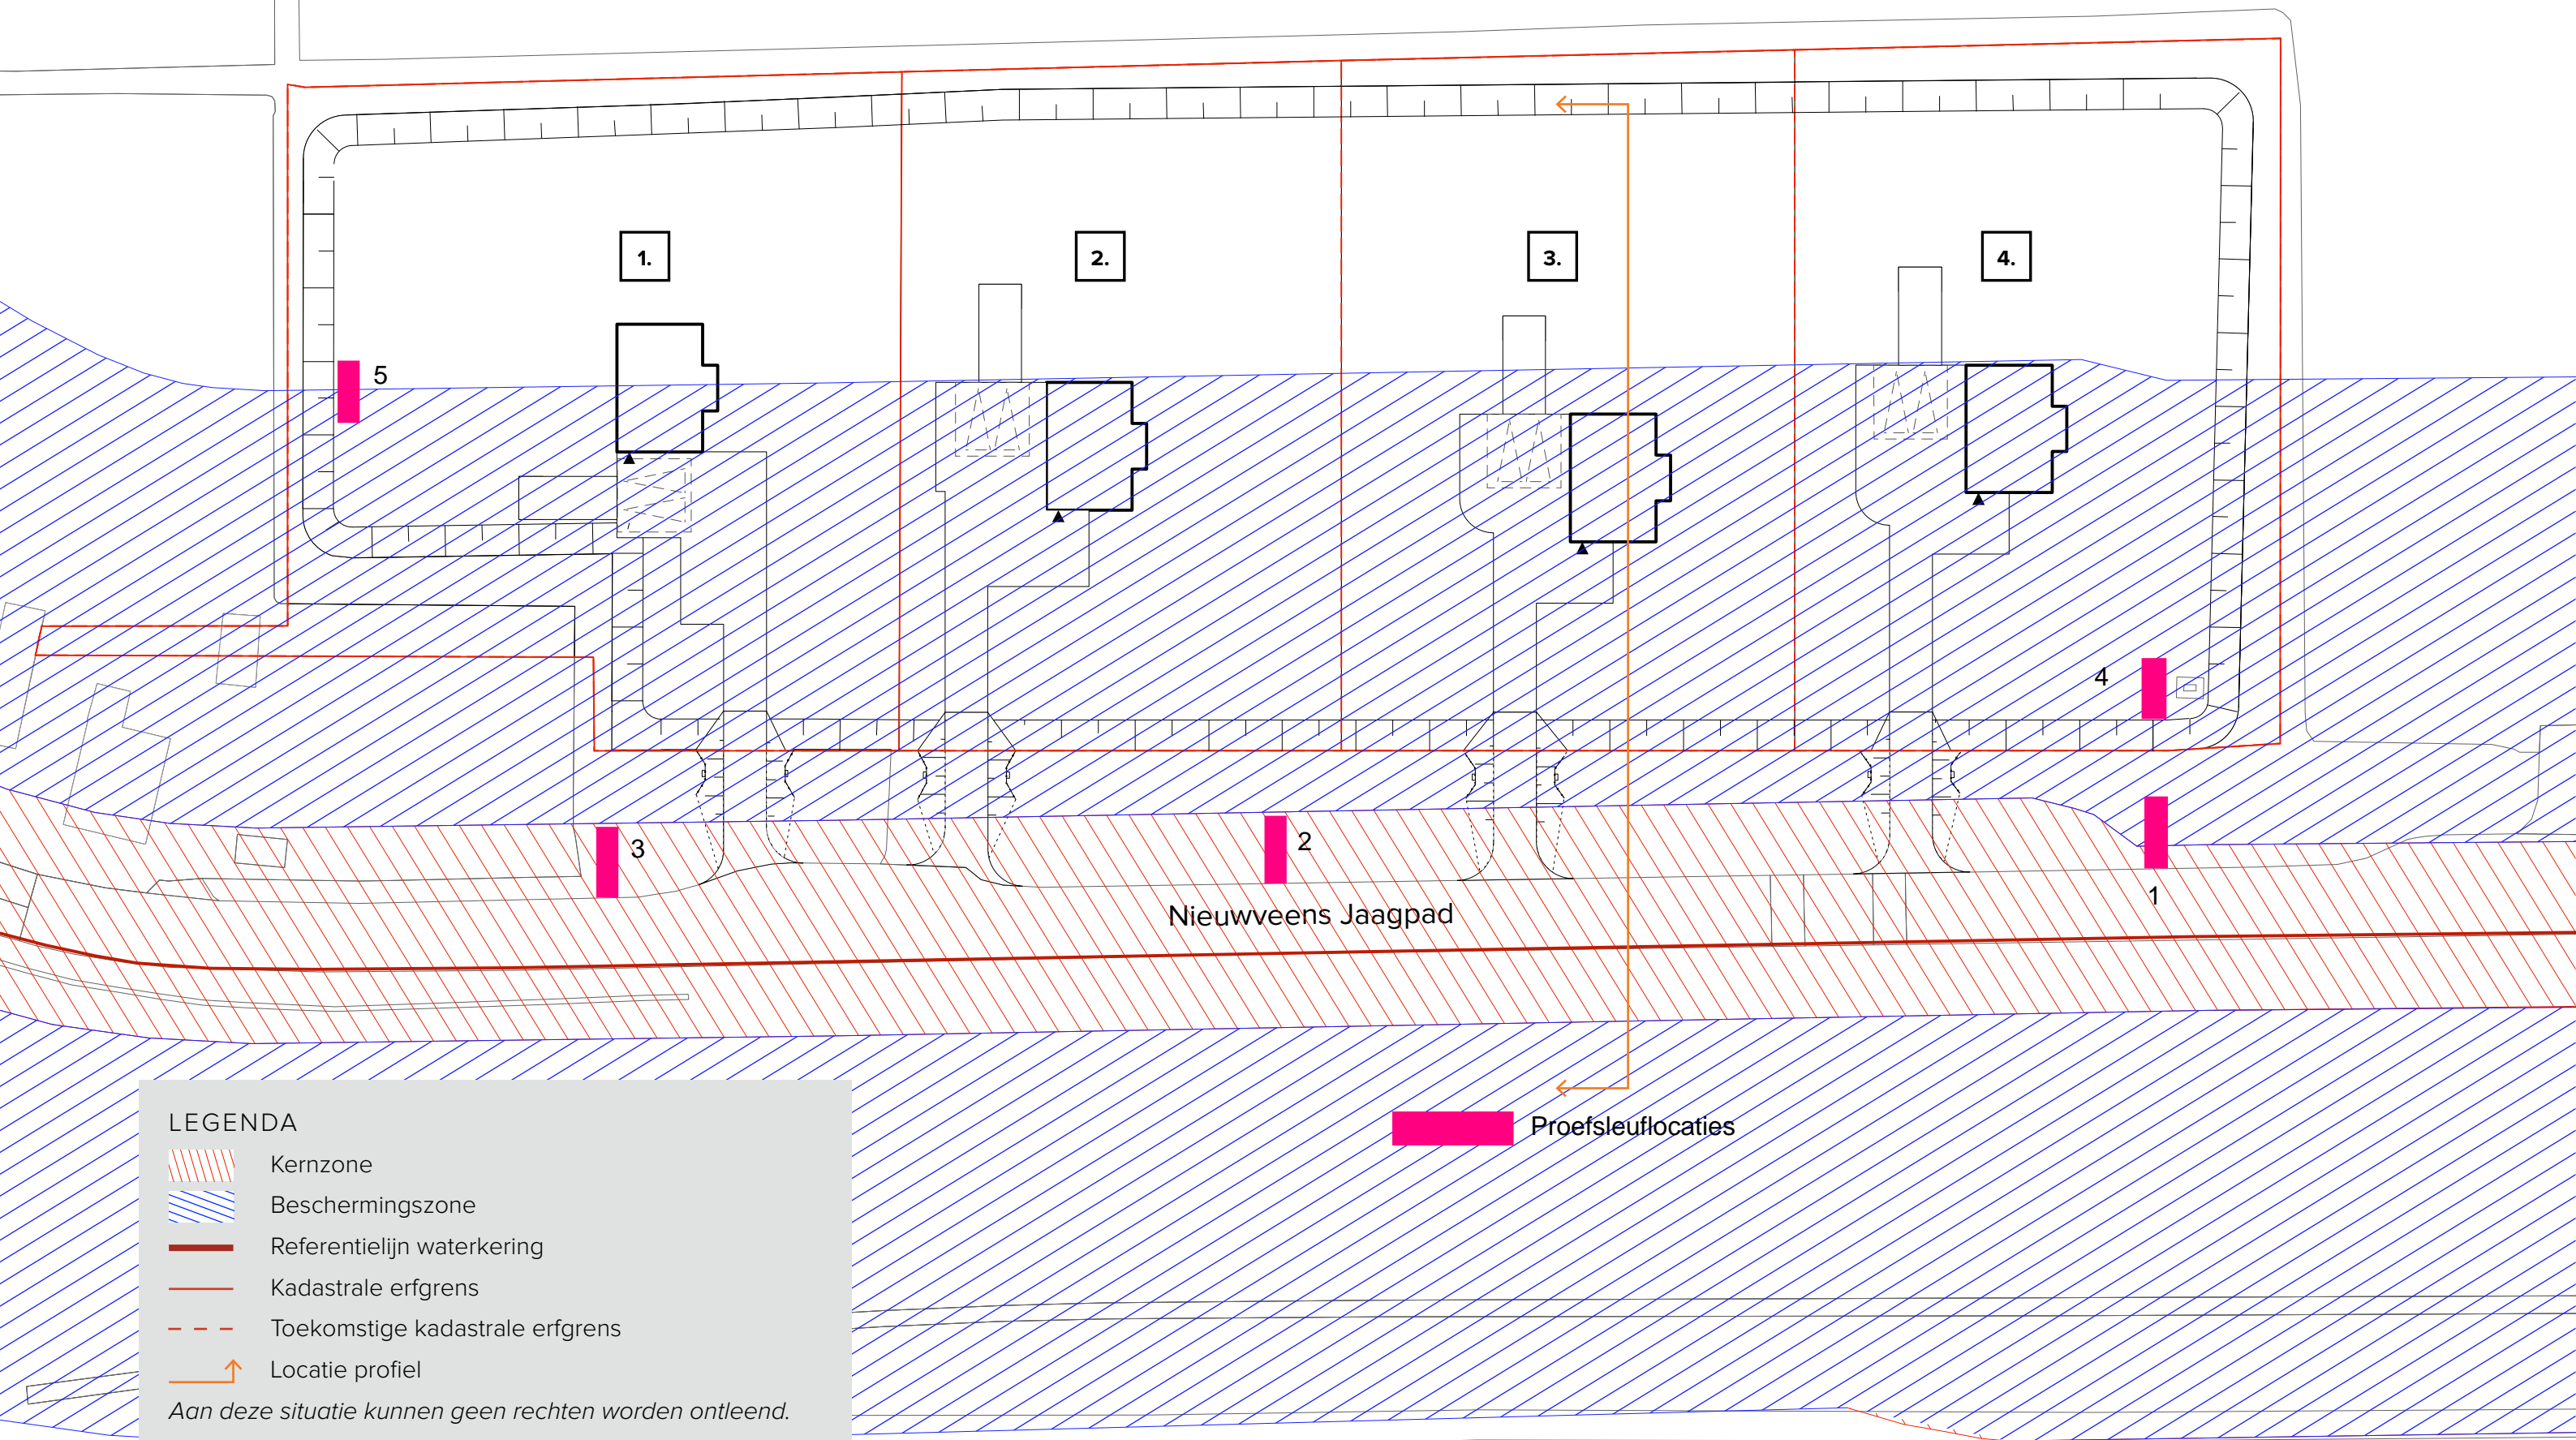 1.
2.
3.
4.
5
4
3
2
1
Nieuwveens Jaagpad
Proefsleuflocaties
LEGENDA
Kernzone
Beschermingszone
Referentielijn waterkering
Kadastrale erfgrens
Toekomstige kadastrale erfgrens
Locatie profiel
Aan deze situatie kunnen geen rechten worden ontleend.